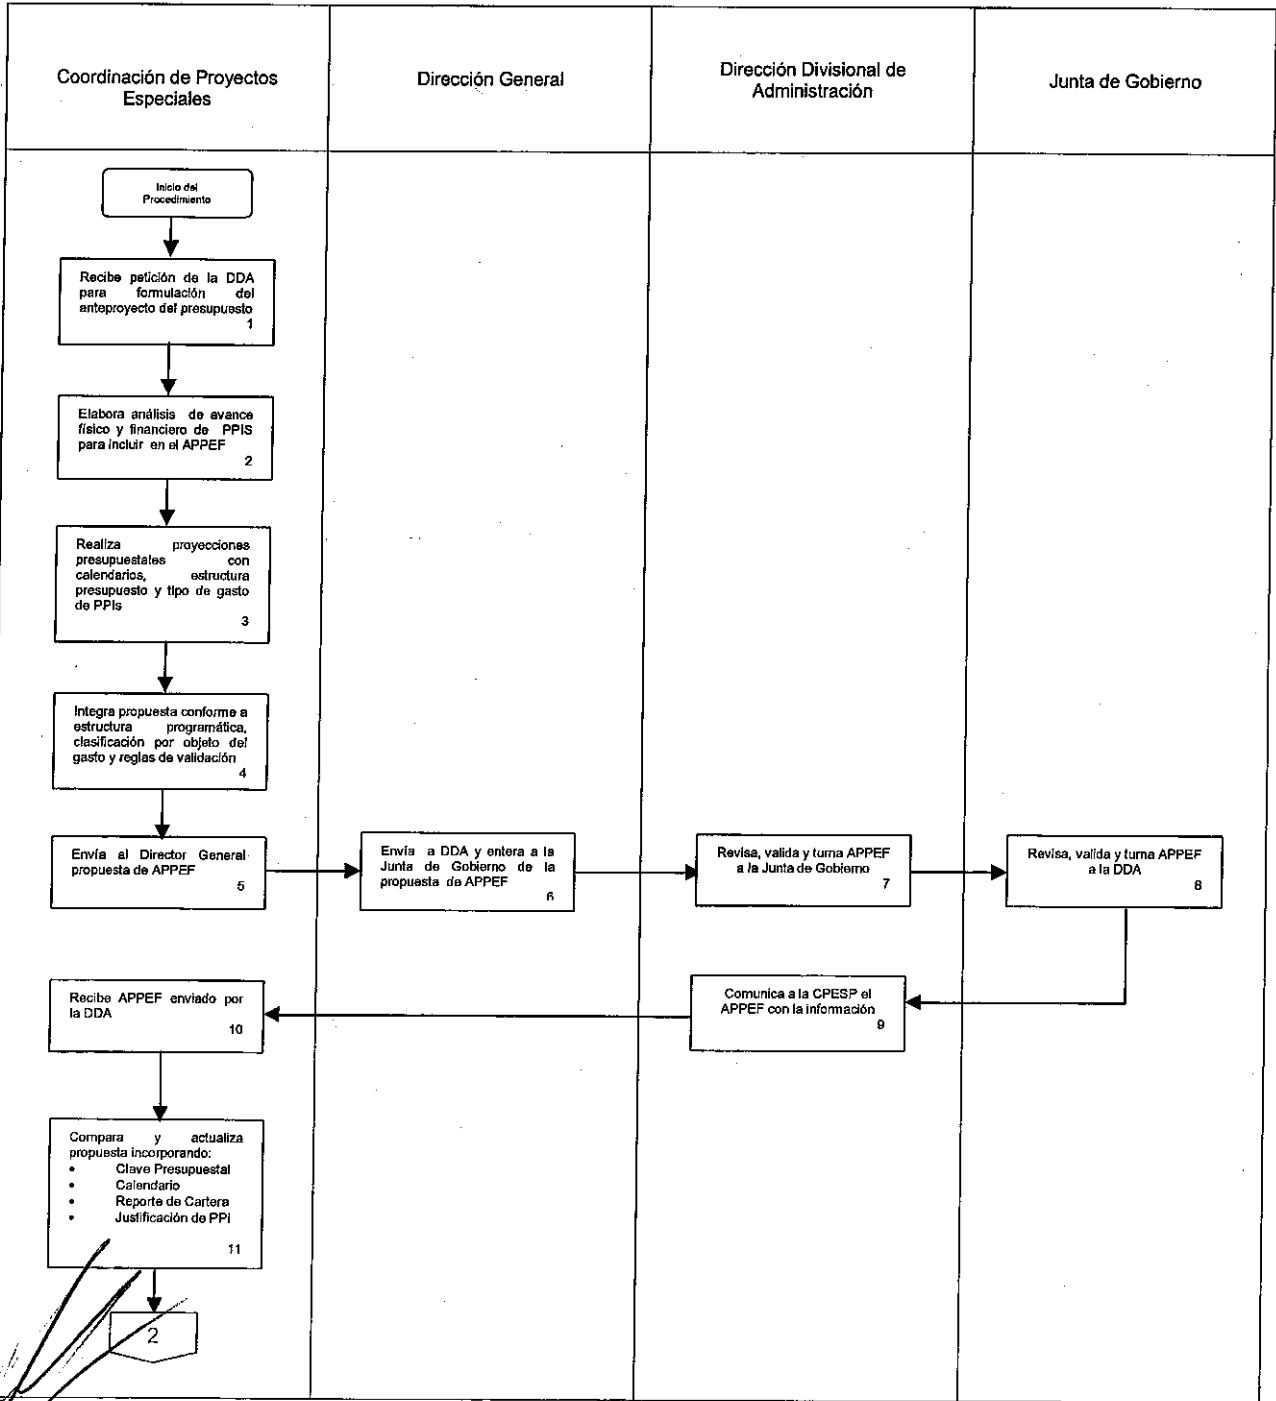 Coordinación de Proyectos
Especiales
Dirección General
Dirección Divisional de
Administración
Junta de Gobierno
Inicio del
Procedimiento
Recibe petición de la DDA
para formulación del
anteproyecto del presupuesto
1
Elabora análisis de avance
físico y financiero de PPIS
para incluir en el APPEF
2
Realiza proyecciones
presupuestales con
calendarios, estructura
presupuesto y tipo de gasto
de PPIs
3
Integra propuesta conforme a
estructura programática,
clasificación por objeto del
gasto y reglas de validación
4
Envía al Director General
propuesta de APPEF
5
Envía a DDA y entera a la
Junta de Gobierno de la
propuesta de APPEF
6
Revisa, valida y turna APPEF
a la Junta de Gobierno
7
Revisa, valida y turna APPEF
a la DDA
8
Comunica a la CPESP el
APPEF con la información
9
Recibe APPEF enviado por
la DDA
10
Compara y actualiza
propuesta incorporando:
• Clave Presupuestal
• Calendario
• Reporte de Cartera
• Justificación de PPI
11
2